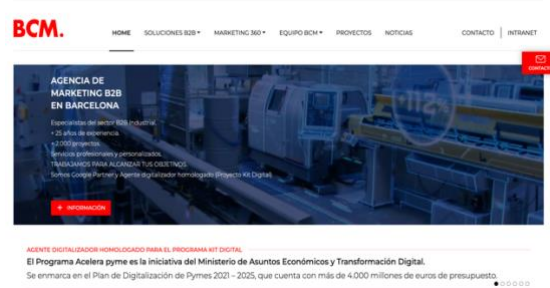 BCM.
HOME SOLUCIONES B2B MARKETING 360 EQUIPO BCM PROYECTOS NOTICIAS CONTACTO INTRANET
CONTACTO
AGENCIA DE
MARKETING B2B
EN BARCELONA
Especialistas del sector B2B Industrial.
+ 25 años de experiencia.
+ 2.000 proyectos.
Servicios profesionales y personalizados.
TRABAJAMOS PARA ALCANZAR TUS OBJETIVOS.
Somos Google Partner y Agente digitalizador homologado (Proyecto Kit Digital)
+ INFORMACIÓN
AGENTE DIGITALIZADOR HOMOLOGADO PARA EL PROGRAMA KIT DIGITAL
El Programa Acelera pyme es la iniciativa del Ministerio de Asuntos Económicos y Transformación Digital.
Se enmarca en el Plan de Digitalización de Pymes 2021 – 2025, que cuenta con más de 4.000 millones de euros de presupuesto.